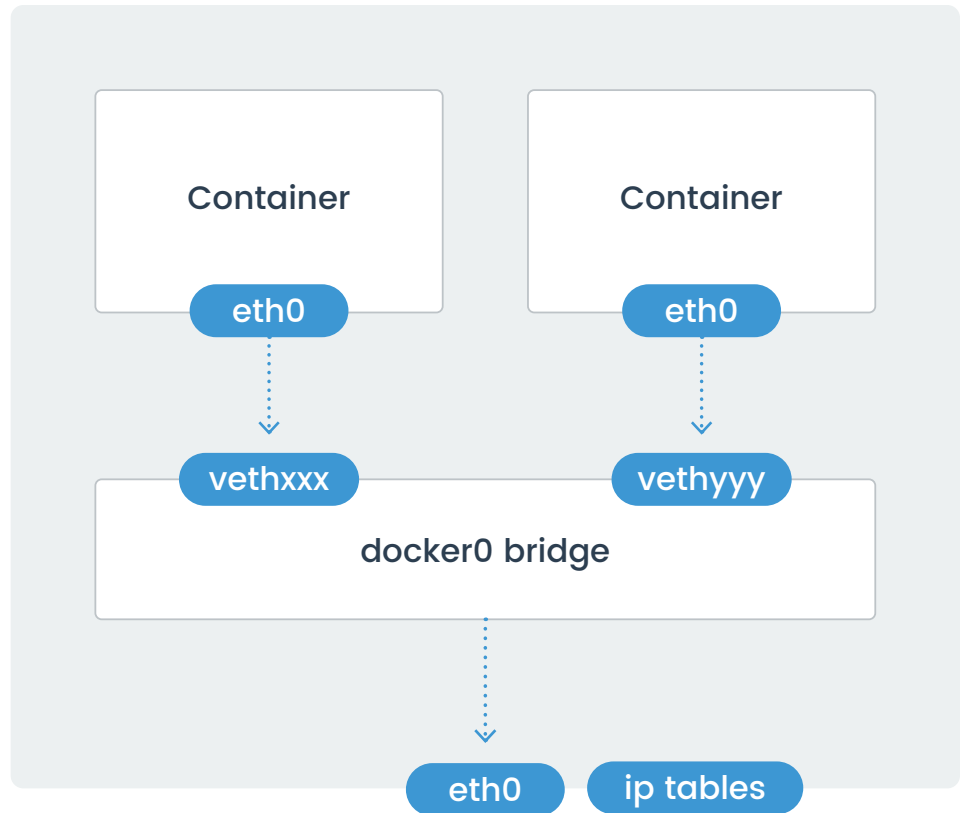 Container
Container
eth0
eth0
vethxxx
vethyyy
docker0 bridge
eth0
ip tables